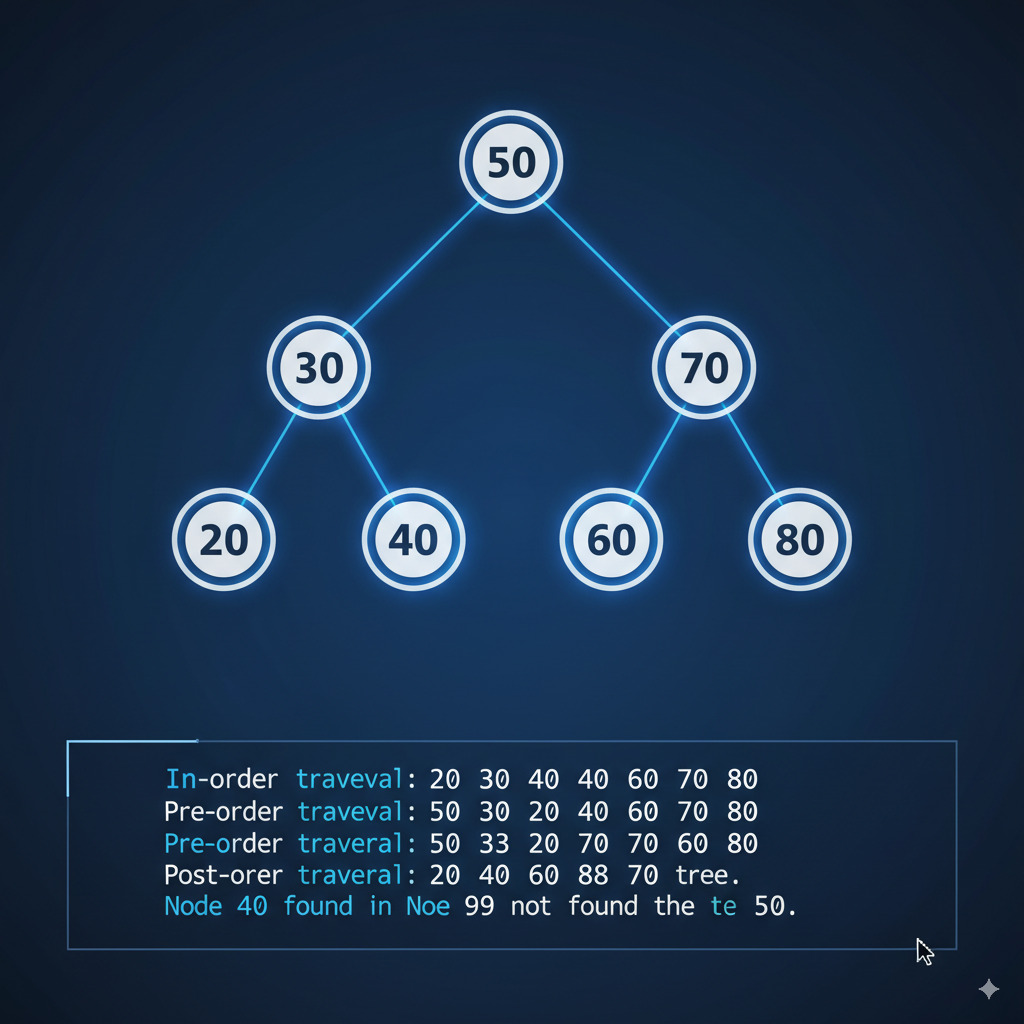 50
30 70
20 40 60 80
In-order traveval: 20 30 40 40 60 70 80
Pre-order traveval: 50 30 20 40 60 70 80
Pre-order traveral: 50 33 20 70 70 60 80
Post-orer traveral: 20 40 60 88 70 tree.
Node 40 found in Noe 99 not found the te 50.